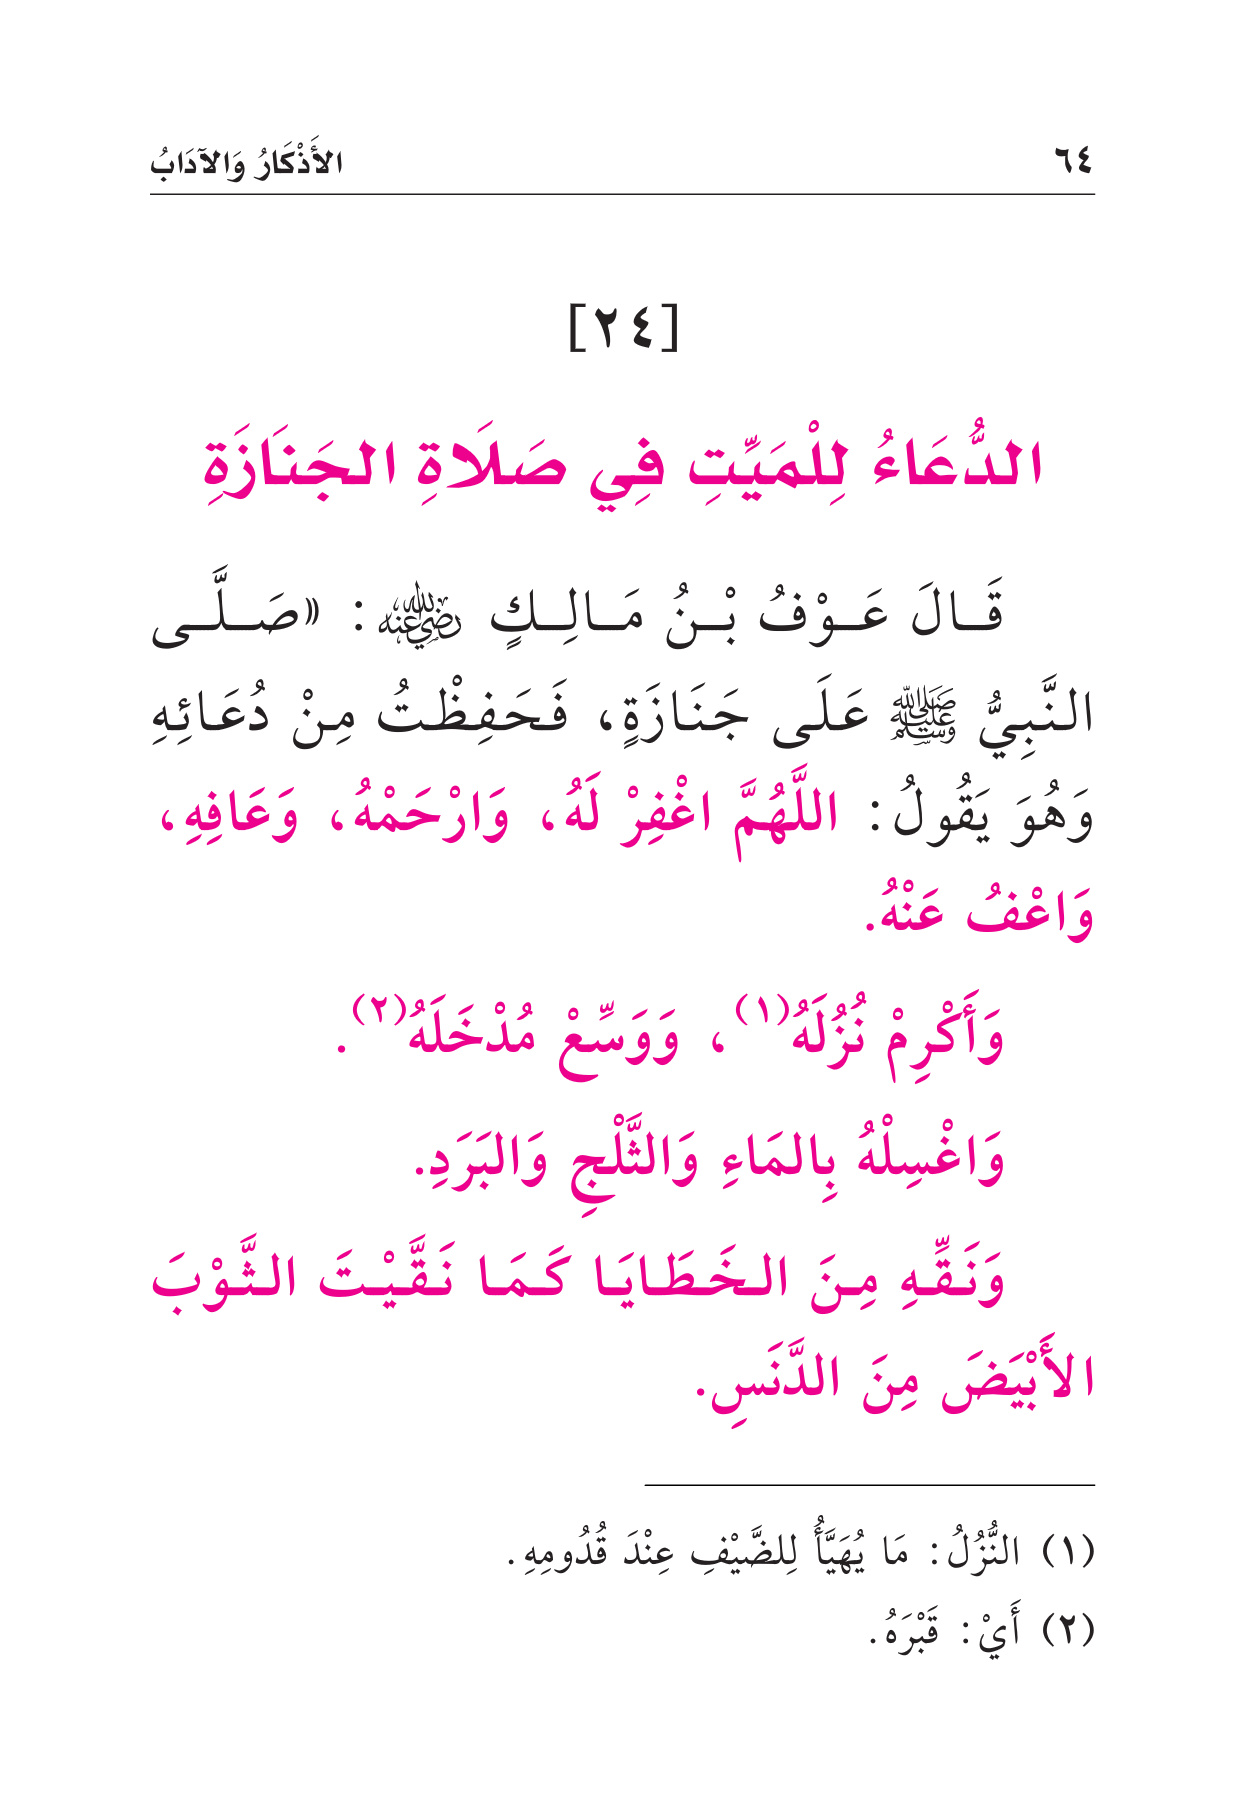 ٦٤ الأَذْكَارُ وَالآدَابُ
[٢٤]
الدُّعَاءُ لِلْمَيِّتِ فِي صَلَاةِ الجَنَازَةِ
قَالَ عَوْفُ بْنُ مَالِكٍ رضي الله عنه: «صَلَّى
النَّبِيُّ ﷺ عَلَى جَنَازَةٍ، فَحَفِظْتُ مِنْ دُعَائِهِ
وَهُوَ يَقُولُ: اللَّهُمَّ اغْفِرْ لَهُ، وَارْحَمْهُ، وَعَافِهِ،
وَاعْفُ عَنْهُ.
وَأَكْرِمْ نُزُلَهُ(١)، وَوَسِّعْ مُدْخَلَهُ(٢).
وَاغْسِلْهُ بِالمَاءِ وَالثَّلْجِ وَالبَرَدِ.
وَنَقِّهِ مِنَ الخَطَايَا كَمَا نَقَّيْتَ الثَّوْبَ
الأَبْيَضَ مِنَ الدَّنَسِ.
(١) النُّزُلُ: مَا يُهَيَّأُ لِلضَّيْفِ عِنْدَ قُدُومِهِ.
(٢) أَيْ: قَبْرَهُ.